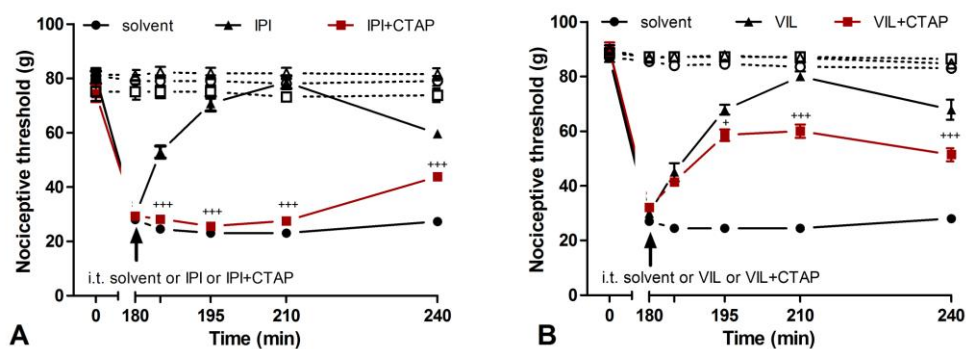 solvent IPI IPI+CTAP
Nociceptive threshold (g)
100
80
60
40
20
0
+++
+++
+++
+++
i.t. solvent or IPI or IPI+CTAP
0 180 195 210 240
Time (min)
A
solvent VIL VIL+CTAP
Nociceptive threshold (g)
100
80
60
40
20
0
+
+++
+++
i.t. solvent or VIL or VIL+CTAP
0 180 195 210 240
Time (min)
B